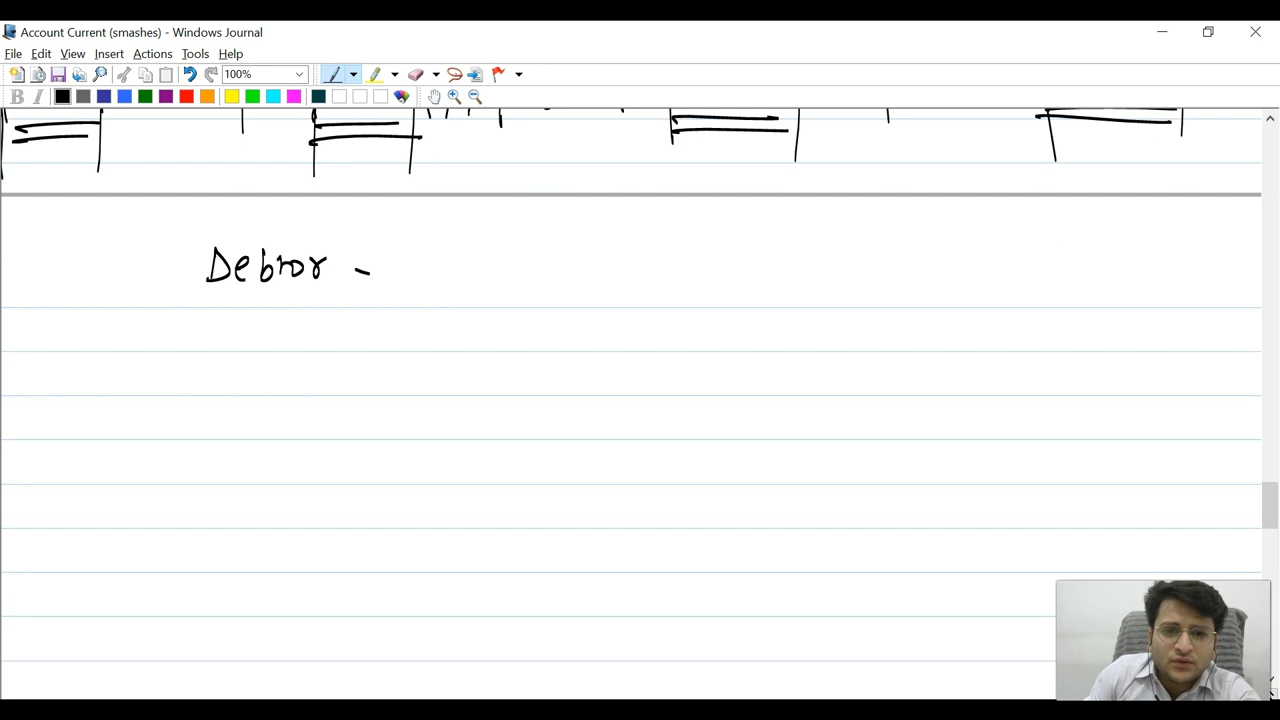 Account Current (smashes) - Windows Journal
File Edit View Insert Actions Tools Help
100%
B I
Debtor -